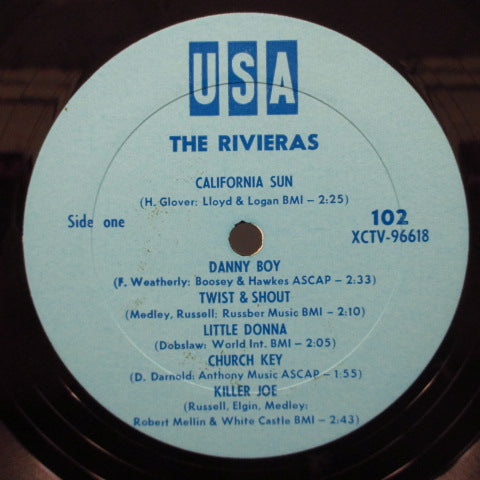 USA
THE RIVIERAS
CALIFORNIA SUN
(H. Glover: Lloyd & Logan BMI – 2:25)
Side one
102
XCTV-96618
DANNY BOY
(F. Weatherly: Boosey & Hawkes ASCAP – 2:33)
TWIST & SHOUT
(Medley, Russell: Russber Music BMI – 2:10)
LITTLE DONNA
(Dobslaw: World Int. BMI – 2:05)
CHURCH KEY
(D. Darnold: Anthony Music ASCAP – 1:55)
KILLER JOE
(Russell, Elgin, Medley:
Robert Mellin & White Castle BMI – 2:43)